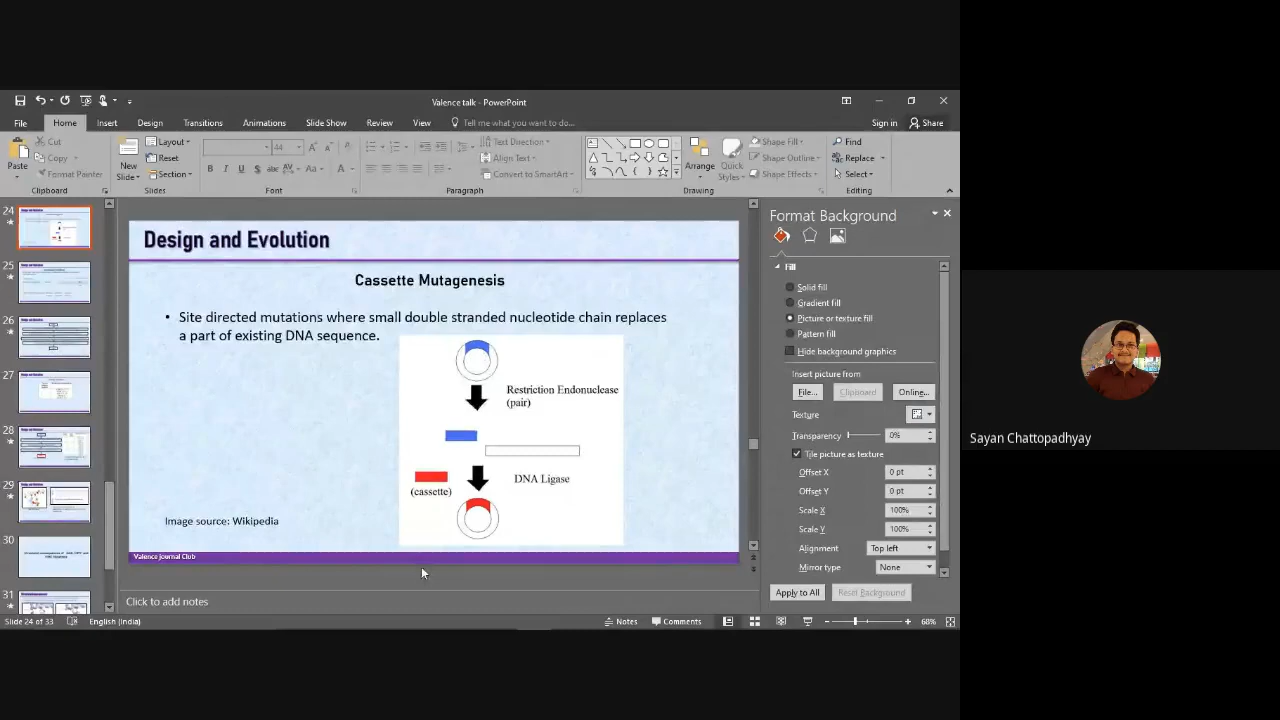 Valence talk - PowerPoint
File Home Insert Design Transitions Animations Slide Show Review View Tell me what you want to do... Sign in Share
Paste Cut Copy Format Painter Clipboard
New Slide Layout Reset Section Slides
44 Font
Text Direction Align Text Convert to SmartArt Paragraph
Arrange Quick Styles Shape Fill Shape Outline Shape Effects Drawing
Find Replace Select Editing
24
25
26
27
28
29
30
31
Design and Evolution
Cassette Mutagenesis
• Site directed mutations where small double stranded nucleotide chain replaces
a part of existing DNA sequence.
Restriction Endonuclease
(pair)
DNA Ligase
(cassette)
Image source: Wikipedia
Valence Journal Club
Click to add notes
Format Background
Fill
Solid fill
Gradient fill
Picture or texture fill
Pattern fill
Hide background graphics
Insert picture from
File... Clipboard Online...
Texture
Transparency 0%
Tile picture as texture
Offset X 0 pt
Offset Y 0 pt
Scale X 100%
Scale Y 100%
Alignment Top left
Mirror type None
Apply to All Reset Background
Slide 24 of 33 English (India) Notes Comments 68%
Sayan Chattopadhyay